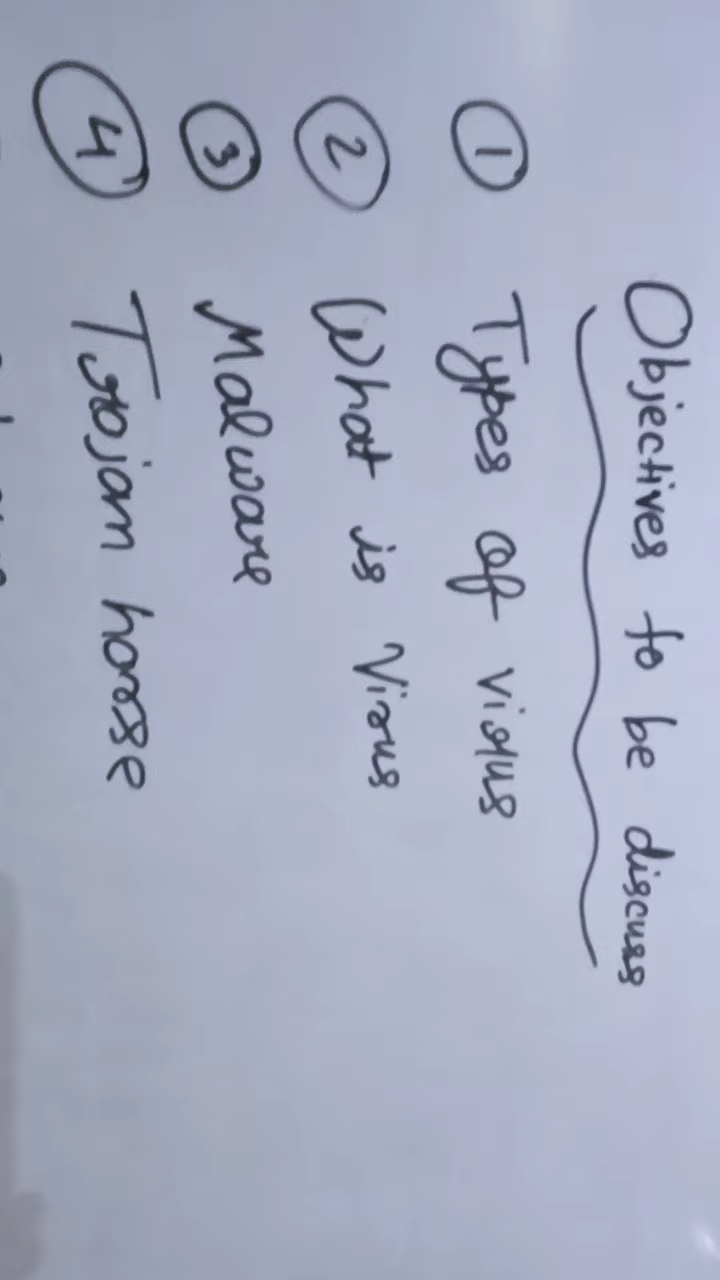 Objectives to be discuss
① Types of virus
② What is Virus
③ Malware
④ Trojan horse